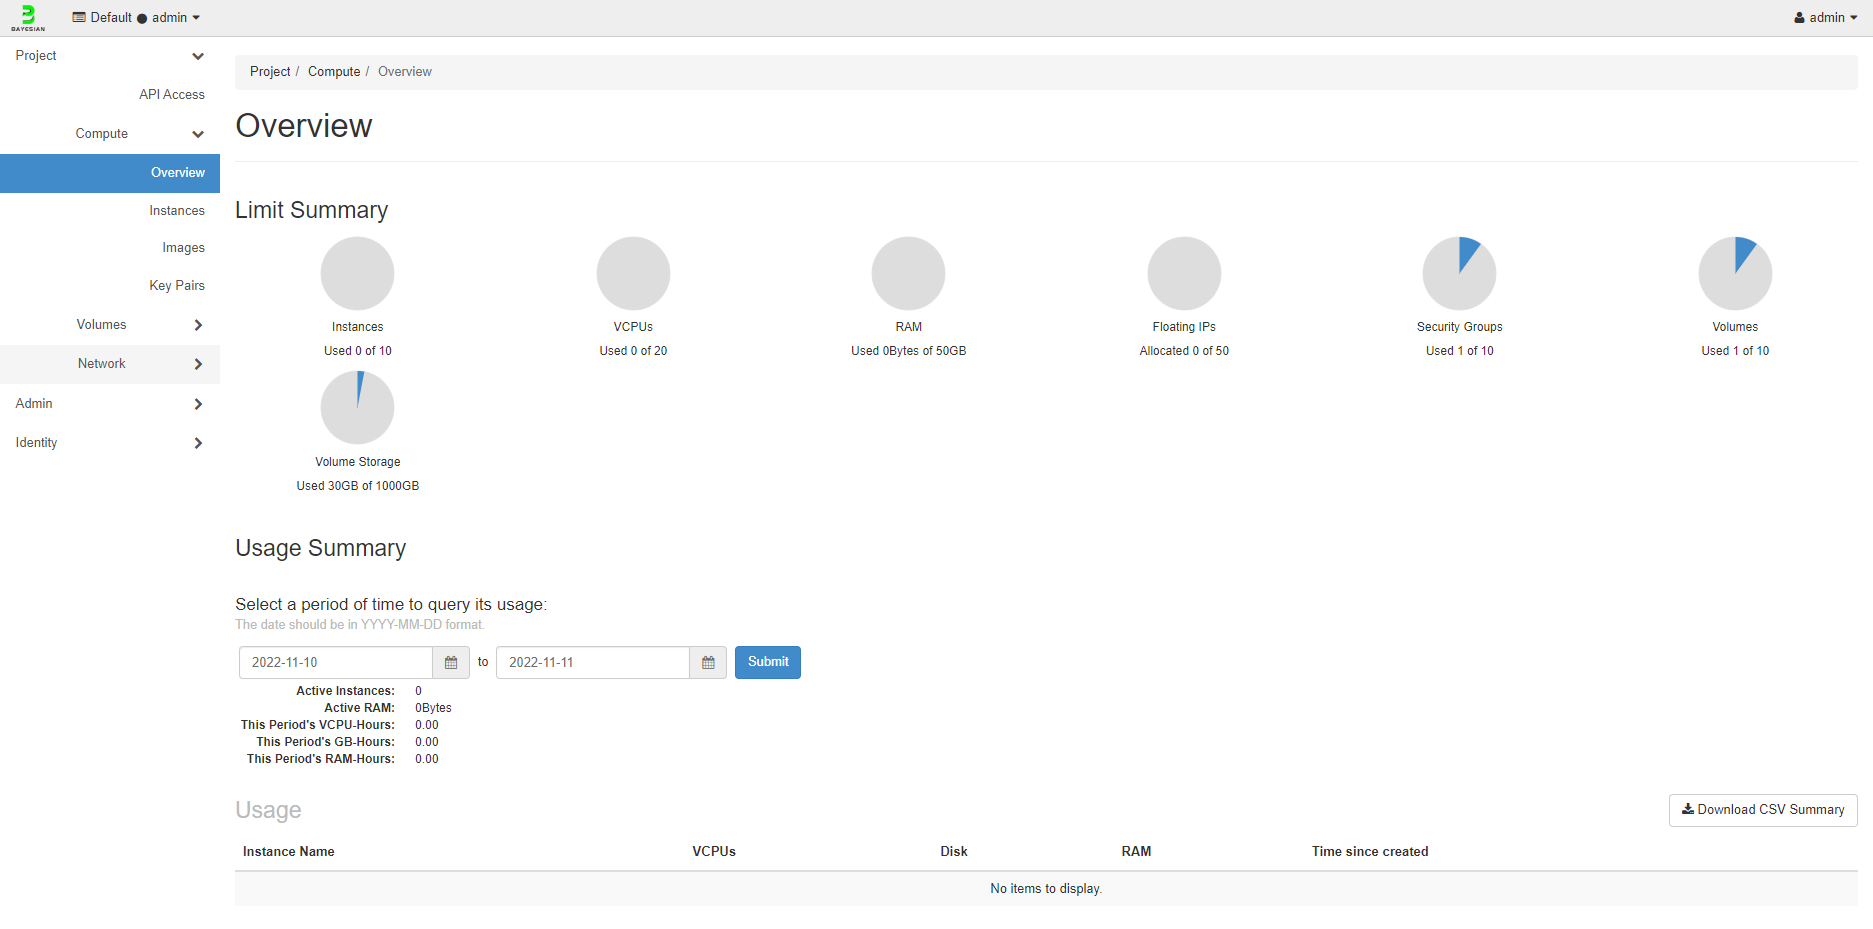 BAYESIAN
Default ● admin
admin
Project
API Access
Compute
Overview
Instances
Images
Key Pairs
Volumes
Network
Admin
Identity
Project / Compute / Overview
Overview
Limit Summary
Instances
Used 0 of 10
VCPUs
Used 0 of 20
RAM
Used 0Bytes of 50GB
Floating IPs
Allocated 0 of 50
Security Groups
Used 1 of 10
Volumes
Used 1 of 10
Volume Storage
Used 30GB of 1000GB
Usage Summary
Select a period of time to query its usage:
The date should be in YYYY-MM-DD format.
2022-11-10 to 2022-11-11 Submit
Active Instances: 0
Active RAM: 0Bytes
This Period's VCPU-Hours: 0.00
This Period's GB-Hours: 0.00
This Period's RAM-Hours: 0.00
Usage
Download CSV Summary
Instance Name VCPUs Disk RAM Time since created
No items to display.